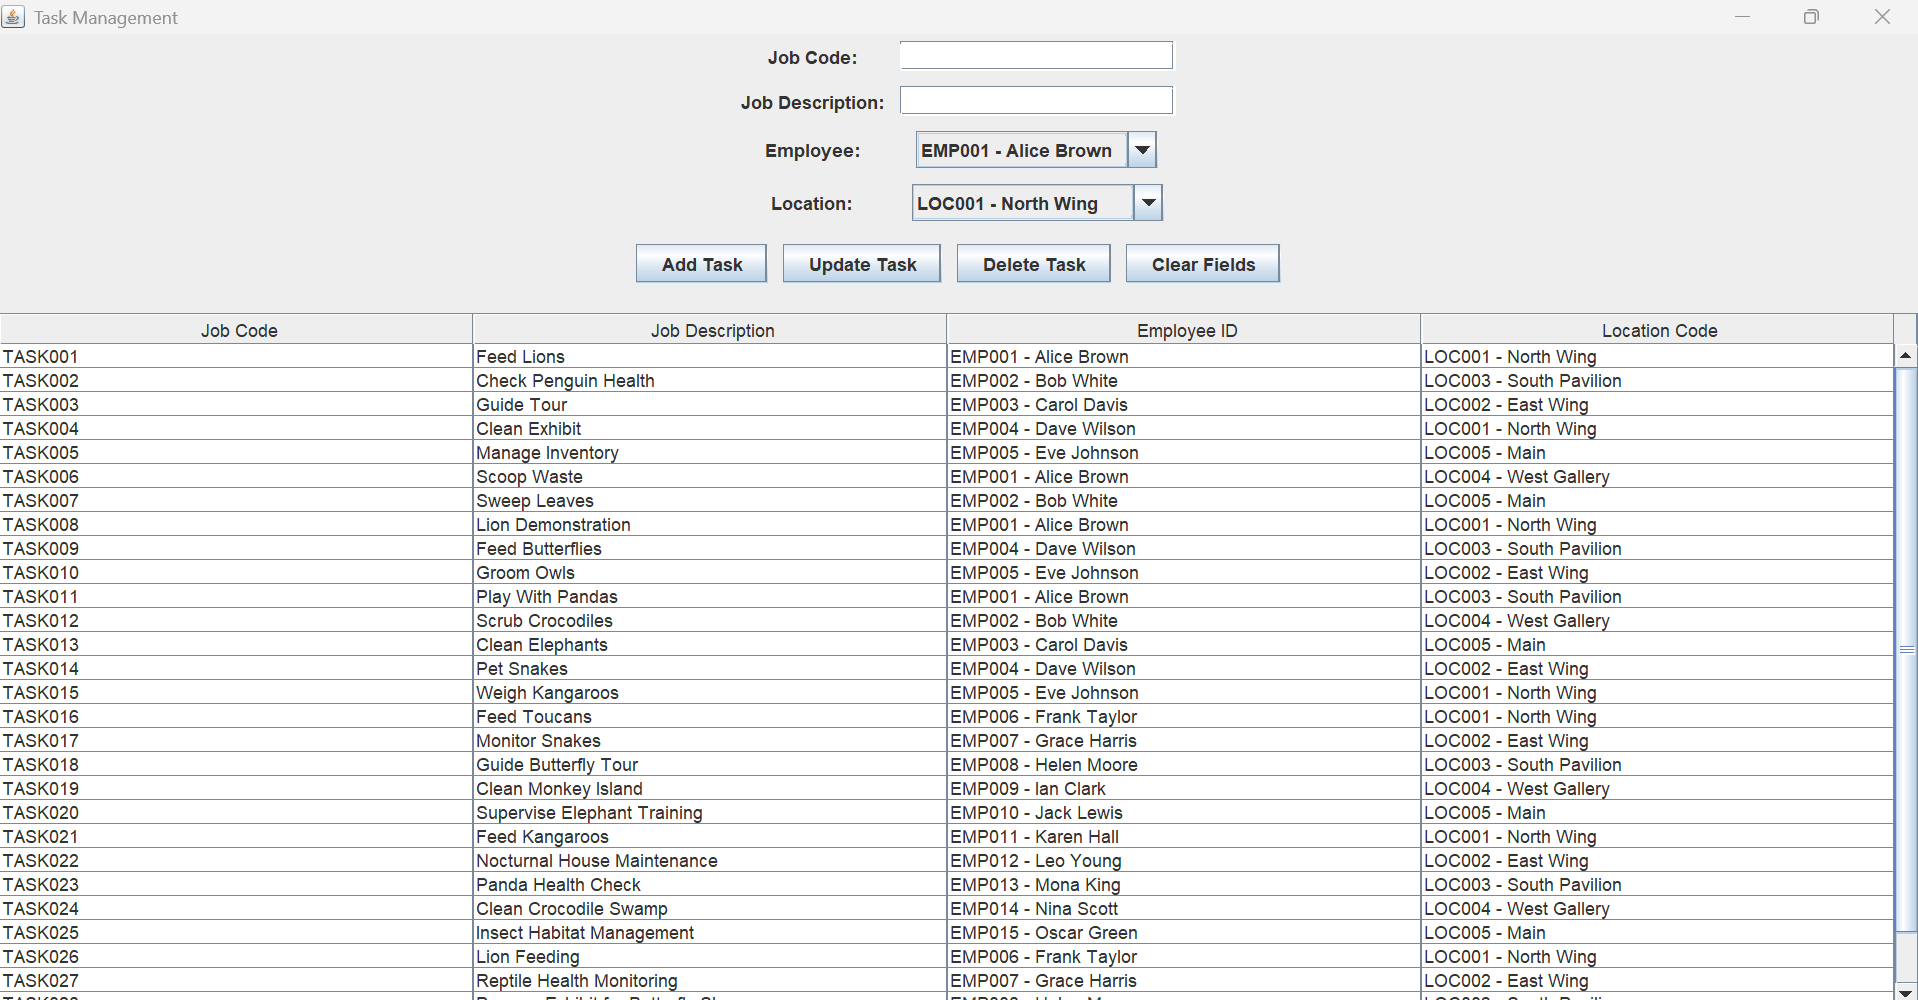 Task Management
Job Code:
Job Description:
Employee: EMP001 - Alice Brown
Location: LOC001 - North Wing
Add Task Update Task Delete Task Clear Fields
Job Code Job Description Employee ID Location Code
TASK001 Feed Lions EMP001 - Alice Brown LOC001 - North Wing
TASK002 Check Penguin Health EMP002 - Bob White LOC003 - South Pavilion
TASK003 Guide Tour EMP003 - Carol Davis LOC002 - East Wing
TASK004 Clean Exhibit EMP004 - Dave Wilson LOC001 - North Wing
TASK005 Manage Inventory EMP005 - Eve Johnson LOC005 - Main
TASK006 Scoop Waste EMP001 - Alice Brown LOC004 - West Gallery
TASK007 Sweep Leaves EMP002 - Bob White LOC005 - Main
TASK008 Lion Demonstration EMP001 - Alice Brown LOC001 - North Wing
TASK009 Feed Butterflies EMP004 - Dave Wilson LOC003 - South Pavilion
TASK010 Groom Owls EMP005 - Eve Johnson LOC002 - East Wing
TASK011 Play With Pandas EMP001 - Alice Brown LOC003 - South Pavilion
TASK012 Scrub Crocodiles EMP002 - Bob White LOC004 - West Gallery
TASK013 Clean Elephants EMP003 - Carol Davis LOC005 - Main
TASK014 Pet Snakes EMP004 - Dave Wilson LOC002 - East Wing
TASK015 Weigh Kangaroos EMP005 - Eve Johnson LOC001 - North Wing
TASK016 Feed Toucans EMP006 - Frank Taylor LOC001 - North Wing
TASK017 Monitor Snakes EMP007 - Grace Harris LOC002 - East Wing
TASK018 Guide Butterfly Tour EMP008 - Helen Moore LOC003 - South Pavilion
TASK019 Clean Monkey Island EMP009 - Ian Clark LOC004 - West Gallery
TASK020 Supervise Elephant Training EMP010 - Jack Lewis LOC005 - Main
TASK021 Feed Kangaroos EMP011 - Karen Hall LOC001 - North Wing
TASK022 Nocturnal House Maintenance EMP012 - Leo Young LOC002 - East Wing
TASK023 Panda Health Check EMP013 - Mona King LOC003 - South Pavilion
TASK024 Clean Crocodile Swamp EMP014 - Nina Scott LOC004 - West Gallery
TASK025 Insect Habitat Management EMP015 - Oscar Green LOC005 - Main
TASK026 Lion Feeding EMP006 - Frank Taylor LOC001 - North Wing
TASK027 Reptile Health Monitoring EMP007 - Grace Harris LOC002 - East Wing